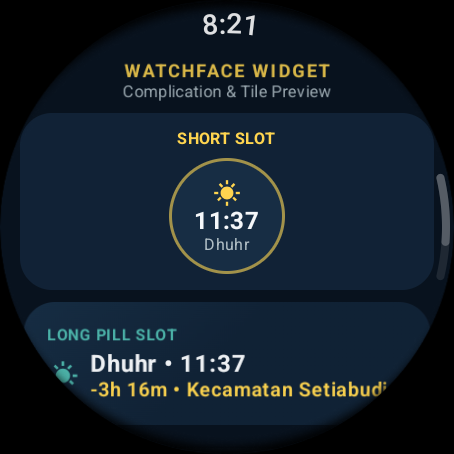 8:21
WATCHFACE WIDGET
Complication & Tile Preview
SHORT SLOT
11:37
Dhuhr
LONG PILL SLOT
Dhuhr • 11:37
-3h 16m • Kecamatan Setiabudi